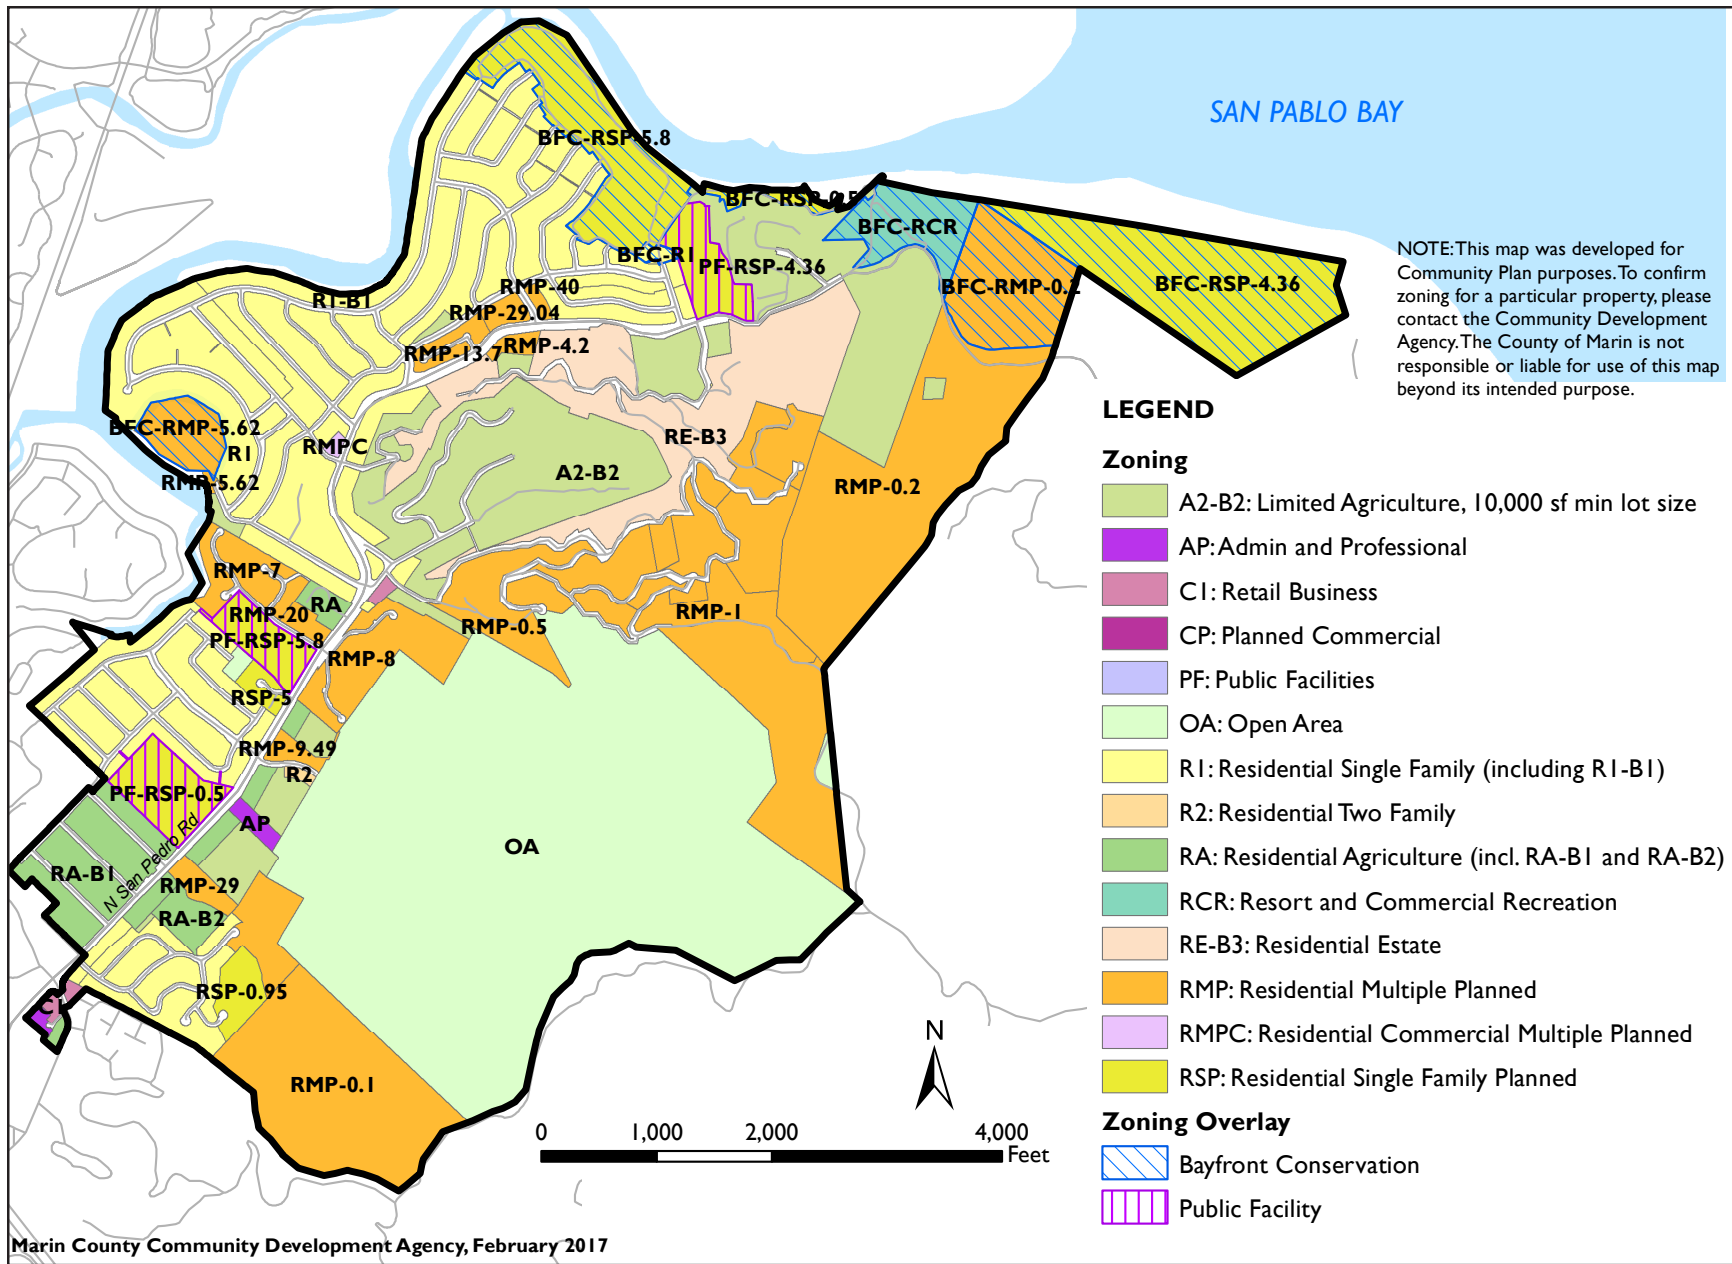 SAN PABLO BAY
BFC-RSP-5.8
BFC-RSP-0.5
BFC-RCR
BFC-R1
PF-RSP-4.36
BFC-RMP-0.2
BFC-RSP-4.36
NOTE: This map was developed for
Community Plan purposes. To confirm
zoning for a particular property, please
contact the Community Development
Agency. The County of Marin is not
responsible or liable for use of this map
beyond its intended purpose.
R1-B1
RMP-40
RMP-29.04
RMP-13.7
RMP-4.2
BFC-RMP-5.62
R1
RMPC
RMP-5.62
RE-B3
A2-B2
RMP-0.2
RMP-7
RA
RMP-20
PF-RSP-5.8
RMP-0.5
RMP-1
RMP-8
RSP-5
RMP-9.49
R2
PF-RSP-0.5
AP
N San Pedro Rd
OA
RA-B1
RMP-29
RA-B2
RSP-0.95
C1
RMP-0.1
LEGEND
Zoning
A2-B2: Limited Agriculture, 10,000 sf min lot size
AP: Admin and Professional
C1: Retail Business
CP: Planned Commercial
PF: Public Facilities
OA: Open Area
R1: Residential Single Family (including R1-B1)
R2: Residential Two Family
RA: Residential Agriculture (incl. RA-B1 and RA-B2)
RCR: Resort and Commercial Recreation
RE-B3: Residential Estate
RMP: Residential Multiple Planned
RMPC: Residential Commercial Multiple Planned
RSP: Residential Single Family Planned
Zoning Overlay
Bayfront Conservation
Public Facility
N
0 1,000 2,000 4,000
Feet
Marin County Community Development Agency, February 2017